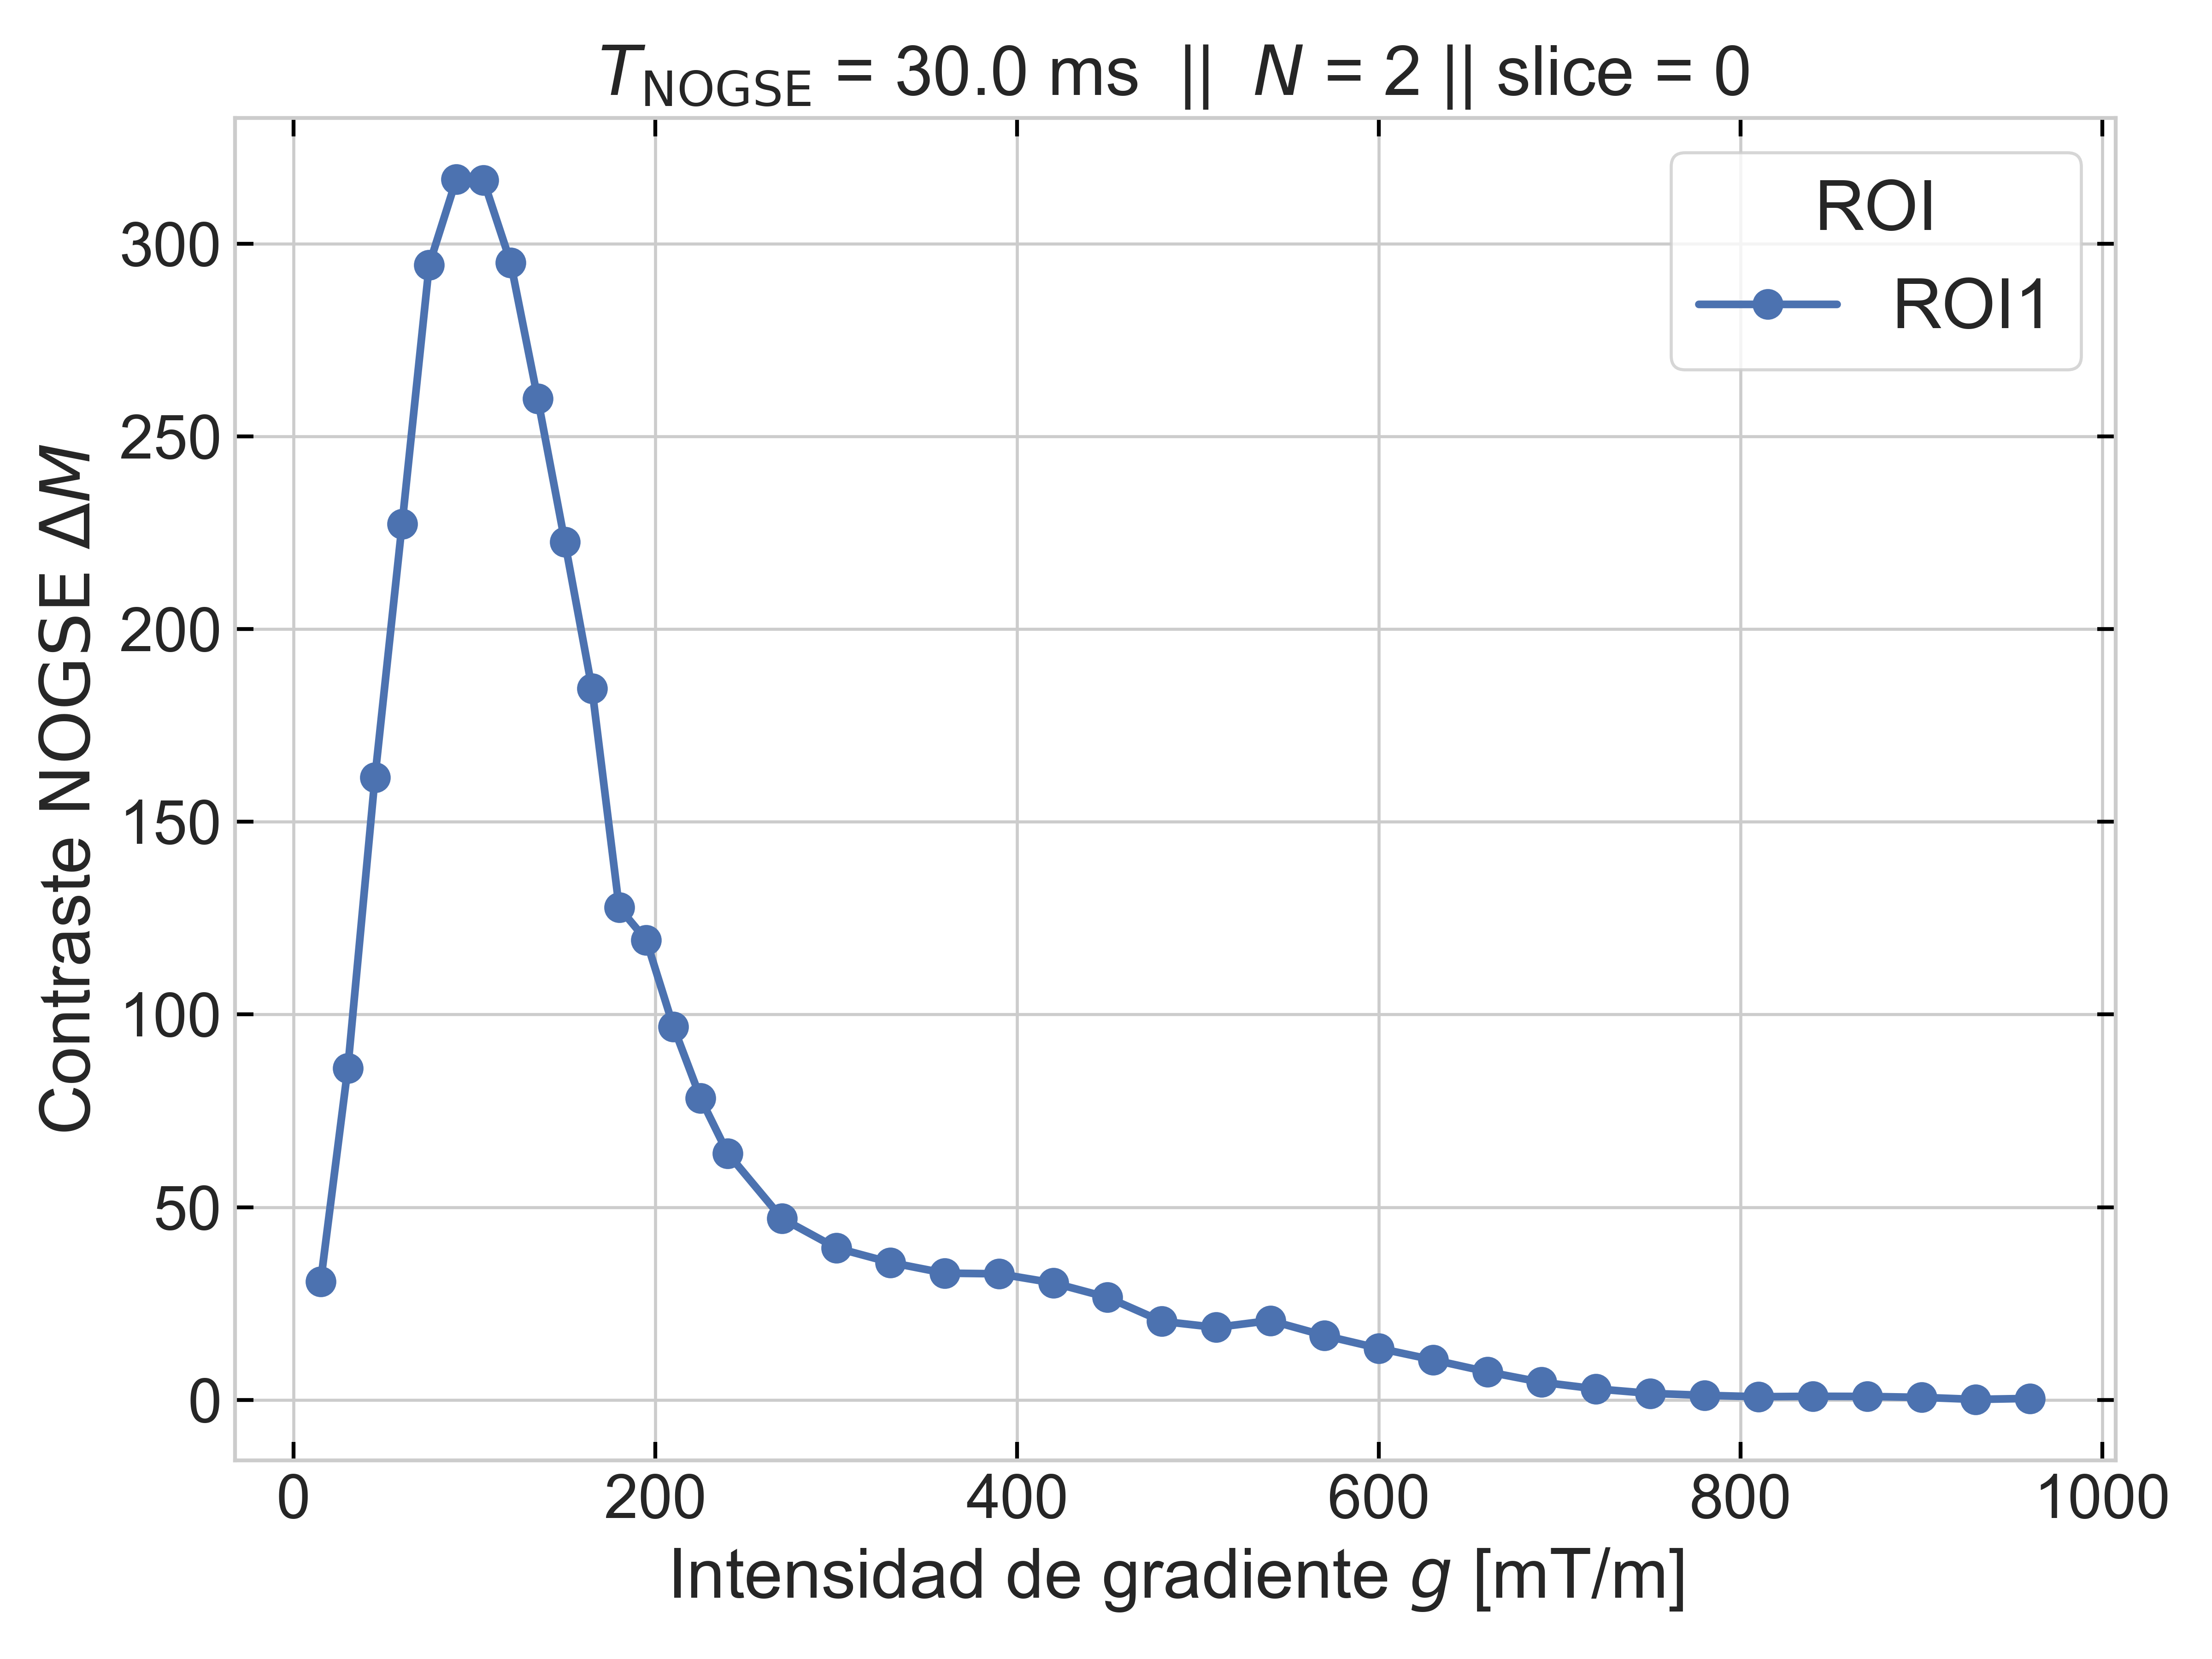 T_NOGSE = 30.0 ms || N = 2 || slice = 0
ROI
ROI1
Contraste NOGSE ΔM
300
250
200
150
100
50
0
0 200 400 600 800 1000
Intensidad de gradiente g [mT/m]